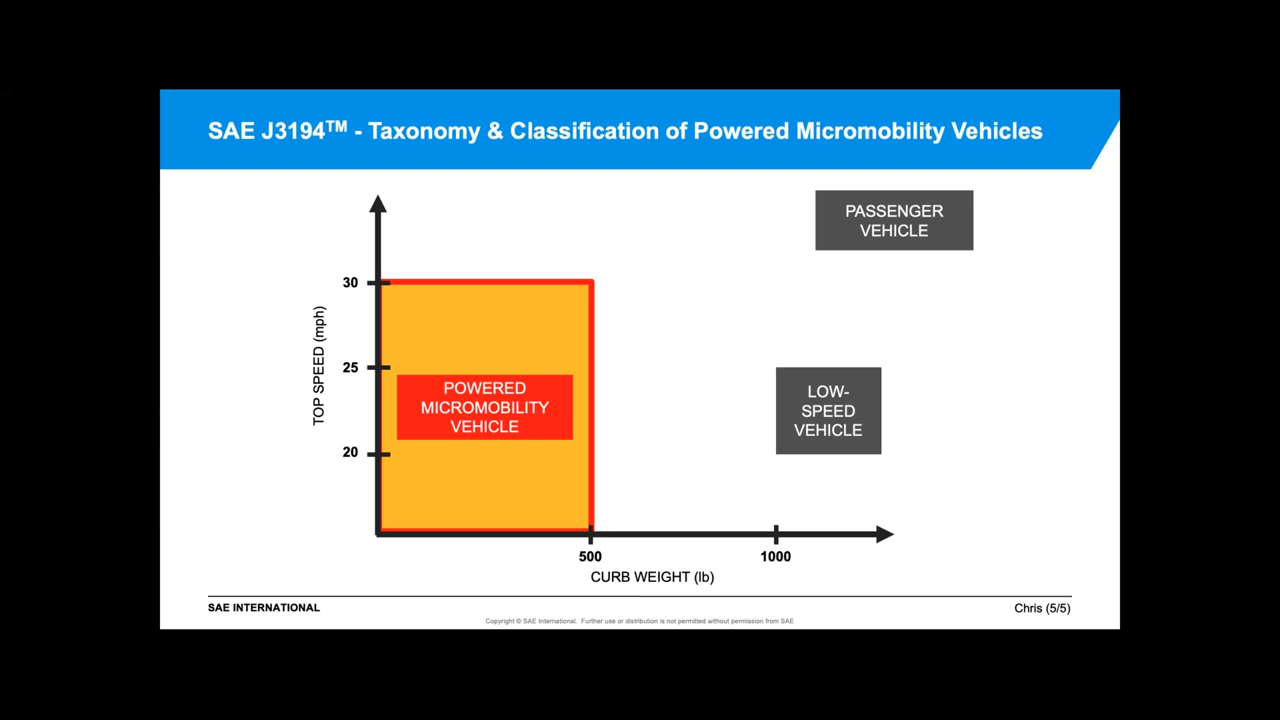 SAE J3194™ - Taxonomy & Classification of Powered Micromobility Vehicles
PASSENGER
VEHICLE
30
25
20
TOP SPEED (mph)
POWERED
MICROMOBILITY
VEHICLE
LOW-
SPEED
VEHICLE
500
1000
CURB WEIGHT (lb)
SAE INTERNATIONAL
Chris (5/5)
Copyright © SAE International. Further use or distribution is not permitted without permission from SAE